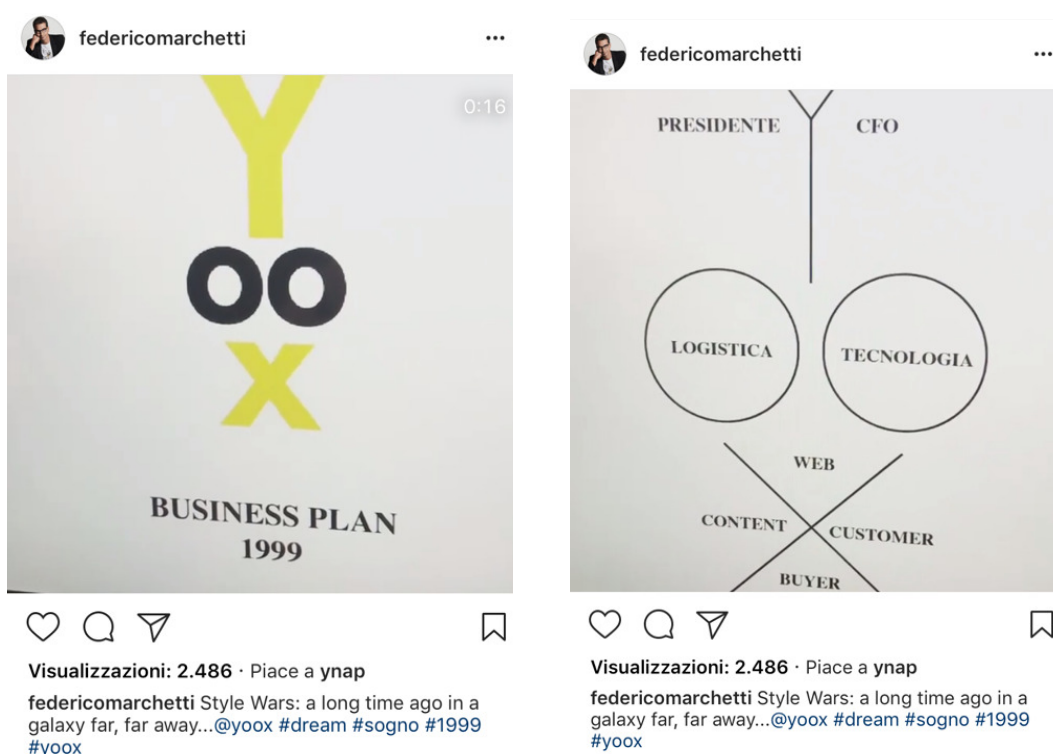 federicomarchetti
0:16
Y
OO
X
BUSINESS PLAN
1999
Visualizzazioni: 2.486 · Piace a ynap
federicomarchetti Style Wars: a long time ago in a
galaxy far, far away...@yoox #dream #sogno #1999
#yoox
federicomarchetti
PRESIDENTE CFO
LOGISTICA TECNOLOGIA
WEB
CONTENT CUSTOMER
BUYER
Visualizzazioni: 2.486 · Piace a ynap
federicomarchetti Style Wars: a long time ago in a
galaxy far, far away...@yoox #dream #sogno #1999
#yoox